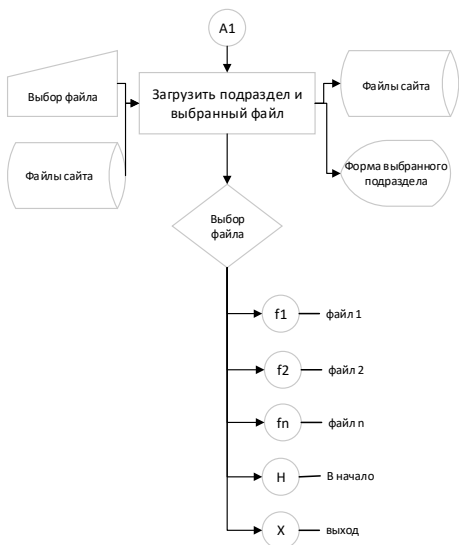 A1
Выбор файла
Загрузить подраздел и
выбранный файл
Файлы сайта
Файлы сайта
Форма выбранного
подраздела
Выбор
файла
f1
файл 1
f2
файл 2
fn
файл n
Н
В начало
X
выход